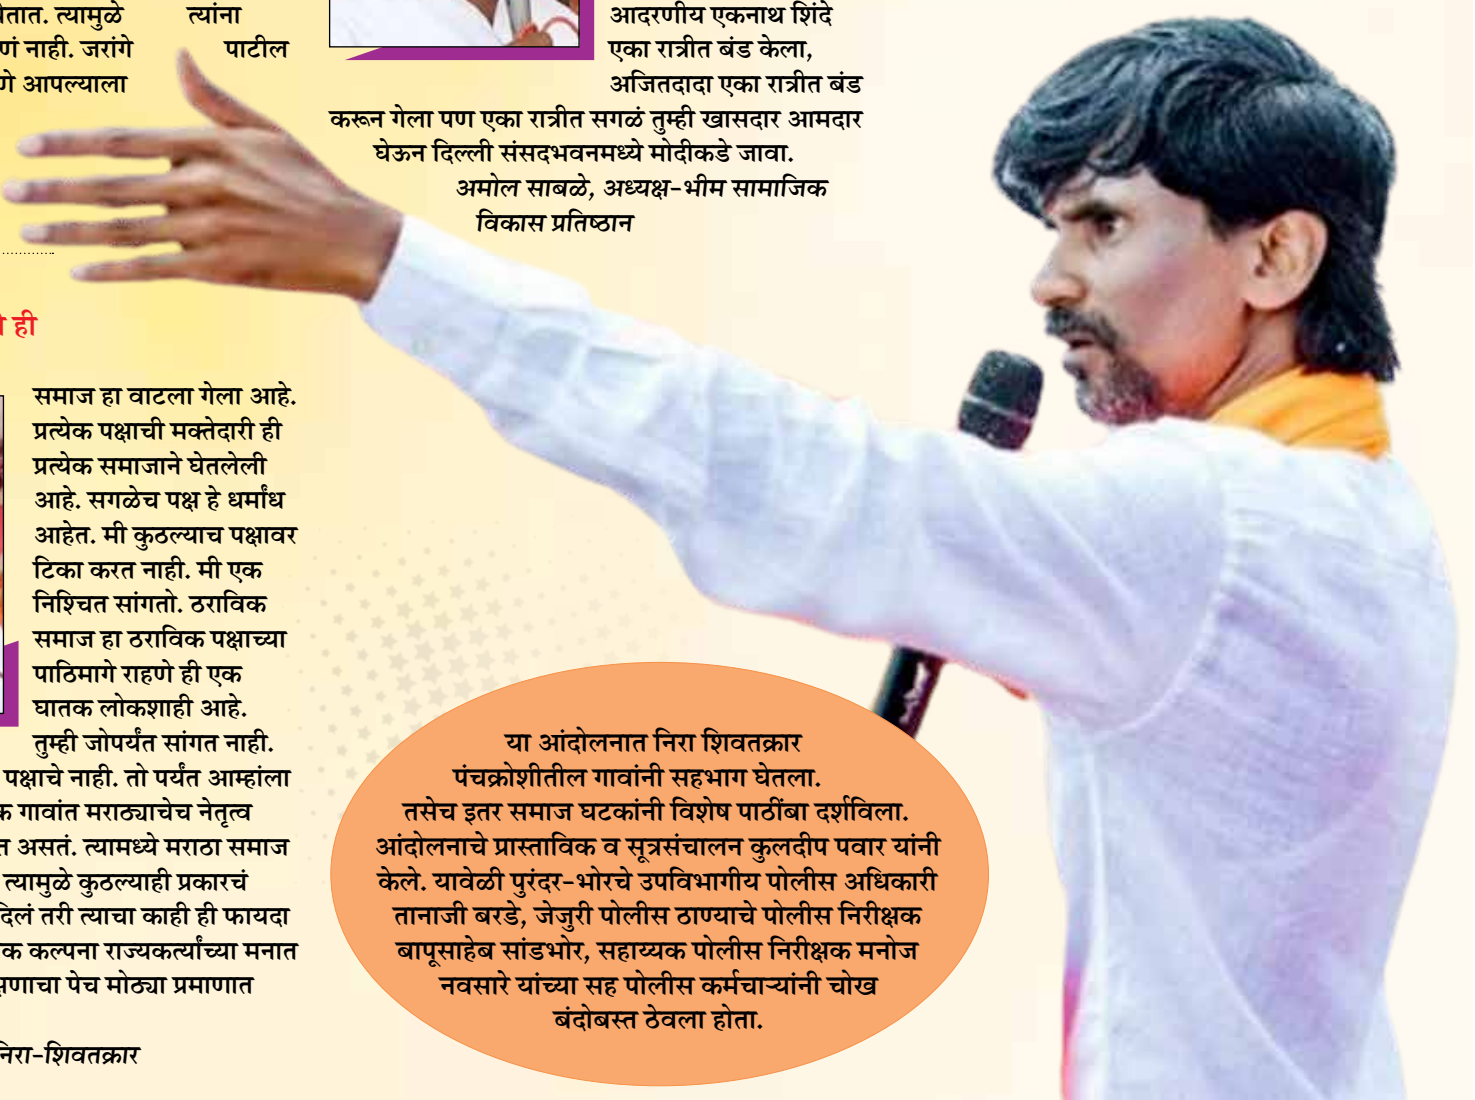 त्यामुळे त्यांना
नाही. जरांगे पाटील
आपल्याला
आदरणीय एकनाथ शिंदे
एका रात्रीत बंड केला,
अजितदादा एका रात्रीत बंड
करून गेला पण एका रात्रीत सगळं तुम्ही खासदार आमदार
घेऊन दिल्ली संसदभवनमध्ये मोदीकडे जावा.
अमोल साबळे, अध्यक्ष-भीम सामाजिक
विकास प्रतिष्ठान
ही
समाज हा वाटला गेला आहे.
प्रत्येक पक्षाची मक्तेदारी ही
प्रत्येक समाजाने घेतलेली
आहे. सगळेच पक्ष हे धर्मांध
आहेत. मी कुठल्याच पक्षावर
टिका करत नाही. मी एक
निश्चित सांगतो. ठराविक
समाज हा ठराविक पक्षाच्या
पाठिमागे राहणे ही एक
घातक लोकशाही आहे.
तुम्ही जोपर्यंत सांगत नाही.
पक्षाचे नाही. तो पर्यंत आम्हांला
गावांत मराठ्याचेच नेतृत्व
असतं. त्यामध्ये मराठा समाज
त्यामुळे कुठल्याही प्रकारचं
दिलं तरी त्याचा काही ही फायदा
कल्पना राज्यकर्त्यांच्या मनात
पेच मोठ्या प्रमाणात
निरा-शिवतक्रार
या आंदोलनात निरा शिवतक्रार
पंचक्रोशीतील गावांनी सहभाग घेतला.
तसेच इतर समाज घटकांनी विशेष पाठींबा दर्शविला.
आंदोलनाचे प्रास्ताविक व सूत्रसंचालन कुलदीप पवार यांनी
केले. यावेळी पुरंदर-भोरचे उपविभागीय पोलीस अधिकारी
तानाजी बरडे, जेजुरी पोलीस ठाण्याचे पोलीस निरीक्षक
बापूसाहेब सांडभोर, सहाय्यक पोलीस निरीक्षक मनोज
नवसारे यांच्या सह पोलीस कर्मचाऱ्यांनी चोख
बंदोबस्त ठेवला होता.